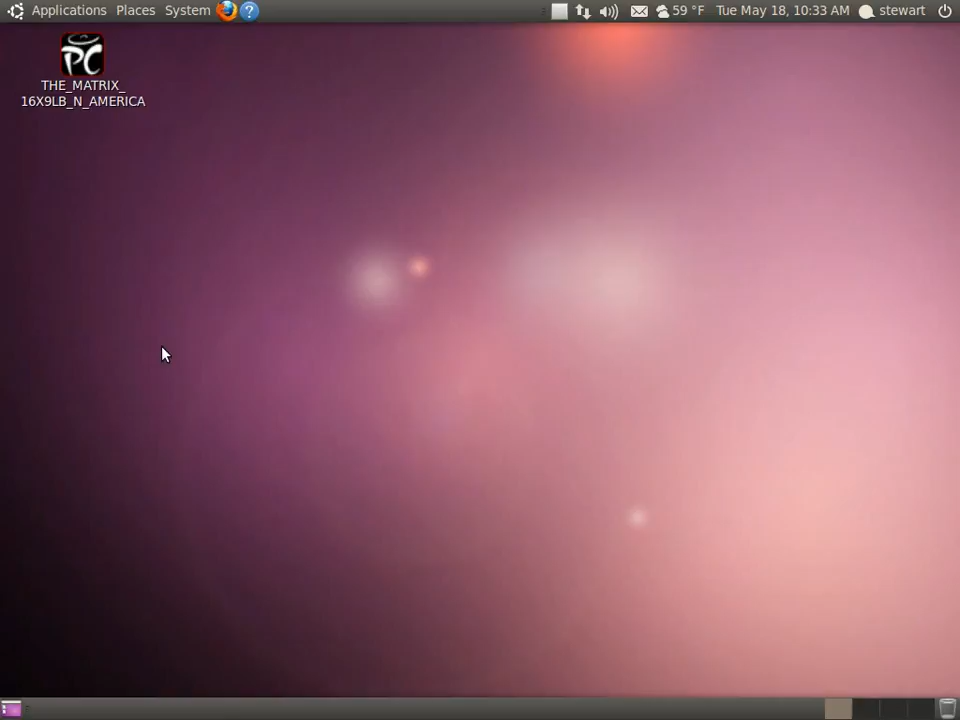 Applications Places System 59 °F Tue May 18, 10:33 AM stewart
PC
THE_MATRIX_
16X9LB_N_AMERICA